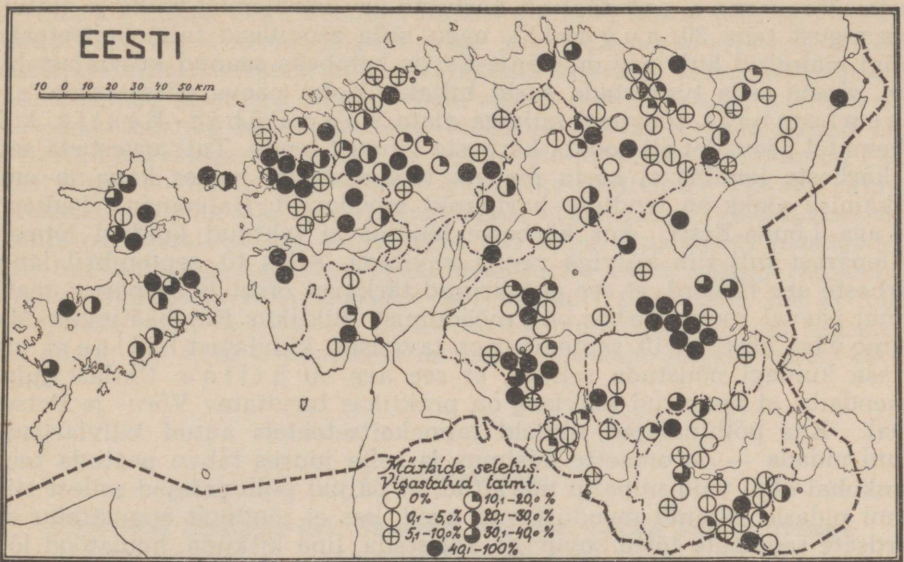 EESTI
10 0 10 20 30 40 50 km
Märkide seletus.
Vigastatud taimi.
0% 10,1-20,0%
0,1-5,0% 20,1-30,0%
5,1-10,0% 30,1-40,0%
40,1-100%